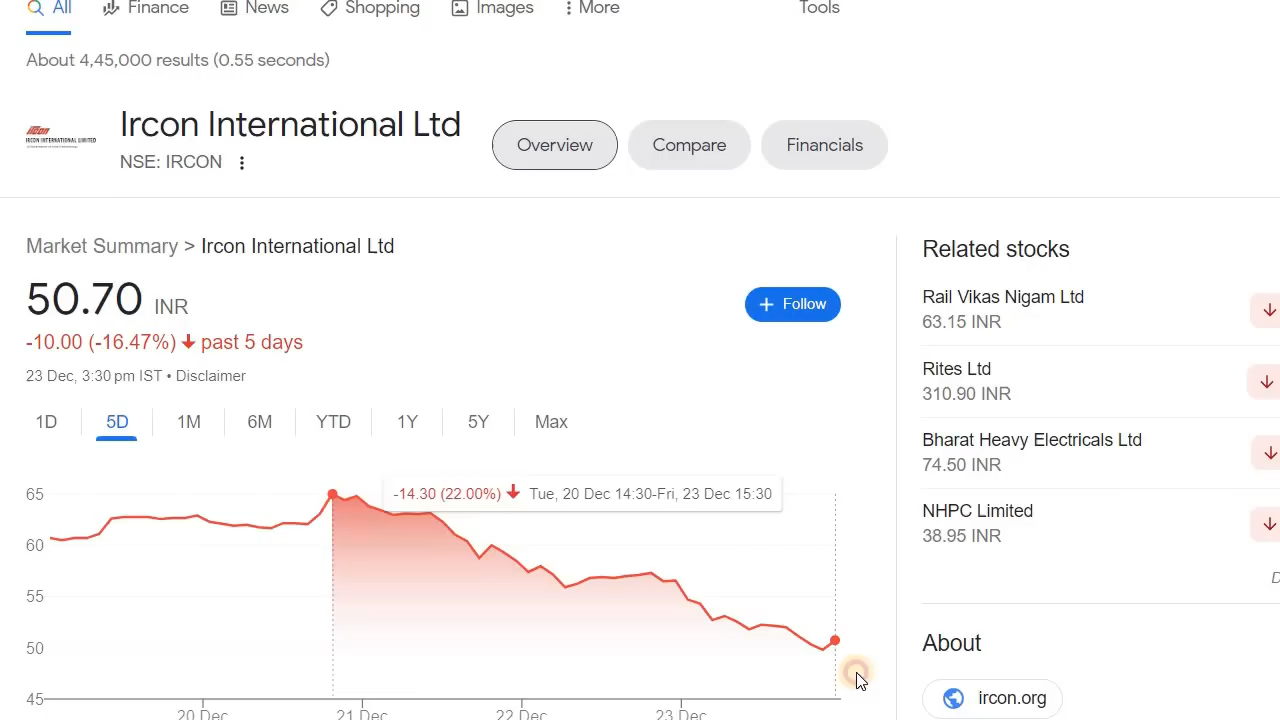 All Finance News Shopping Images More Tools
About 4,45,000 results (0.55 seconds)
ircon
IRCON INTERNATIONAL LIMITED
Ircon International Ltd
NSE: IRCON
Overview Compare Financials
Market Summary > Ircon International Ltd
50.70 INR
Follow
-10.00 (-16.47%) past 5 days
23 Dec, 3:30 pm IST • Disclaimer
1D 5D 1M 6M YTD 1Y 5Y Max
-14.30 (22.00%) Tue, 20 Dec 14:30-Fri, 23 Dec 15:30
65
60
55
50
45
20 Dec 21 Dec 22 Dec 23 Dec
Related stocks
Rail Vikas Nigam Ltd
63.15 INR
Rites Ltd
310.90 INR
Bharat Heavy Electricals Ltd
74.50 INR
NHPC Limited
38.95 INR
About
ircon.org